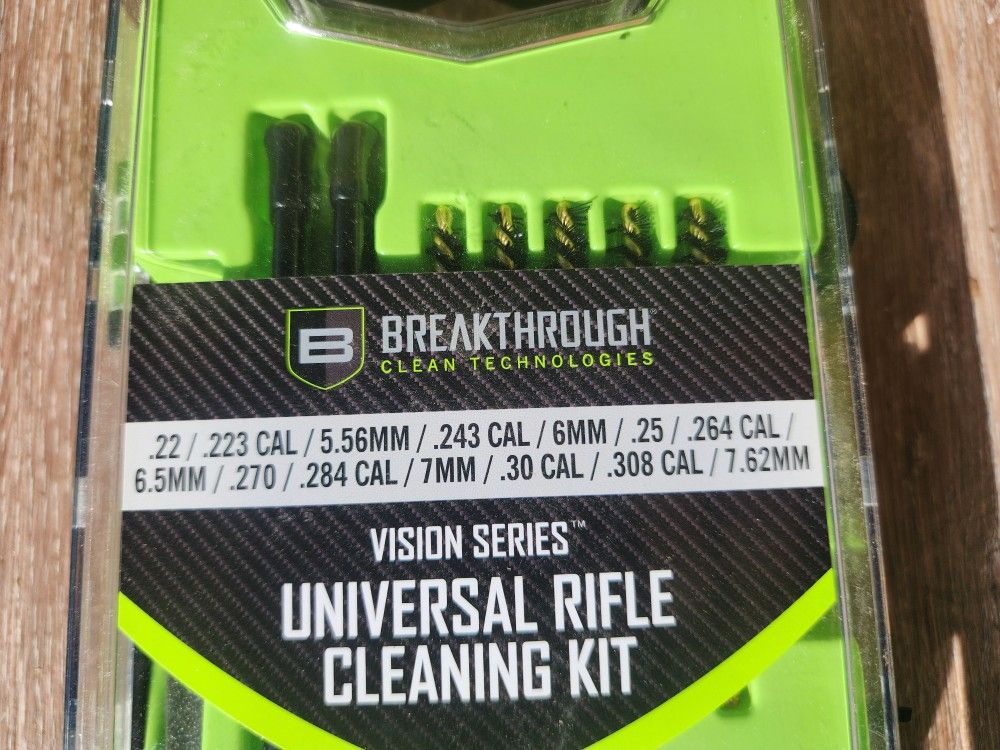 B
BREAKTHROUGH
CLEAN TECHNOLOGIES
.22 / .223 CAL / 5.56MM / .243 CAL / 6MM / .25 / .264 CAL /
6.5MM / .270 / .284 CAL / 7MM / .30 CAL / .308 CAL / 7.62MM
VISION SERIES™
UNIVERSAL RIFLE
CLEANING KIT